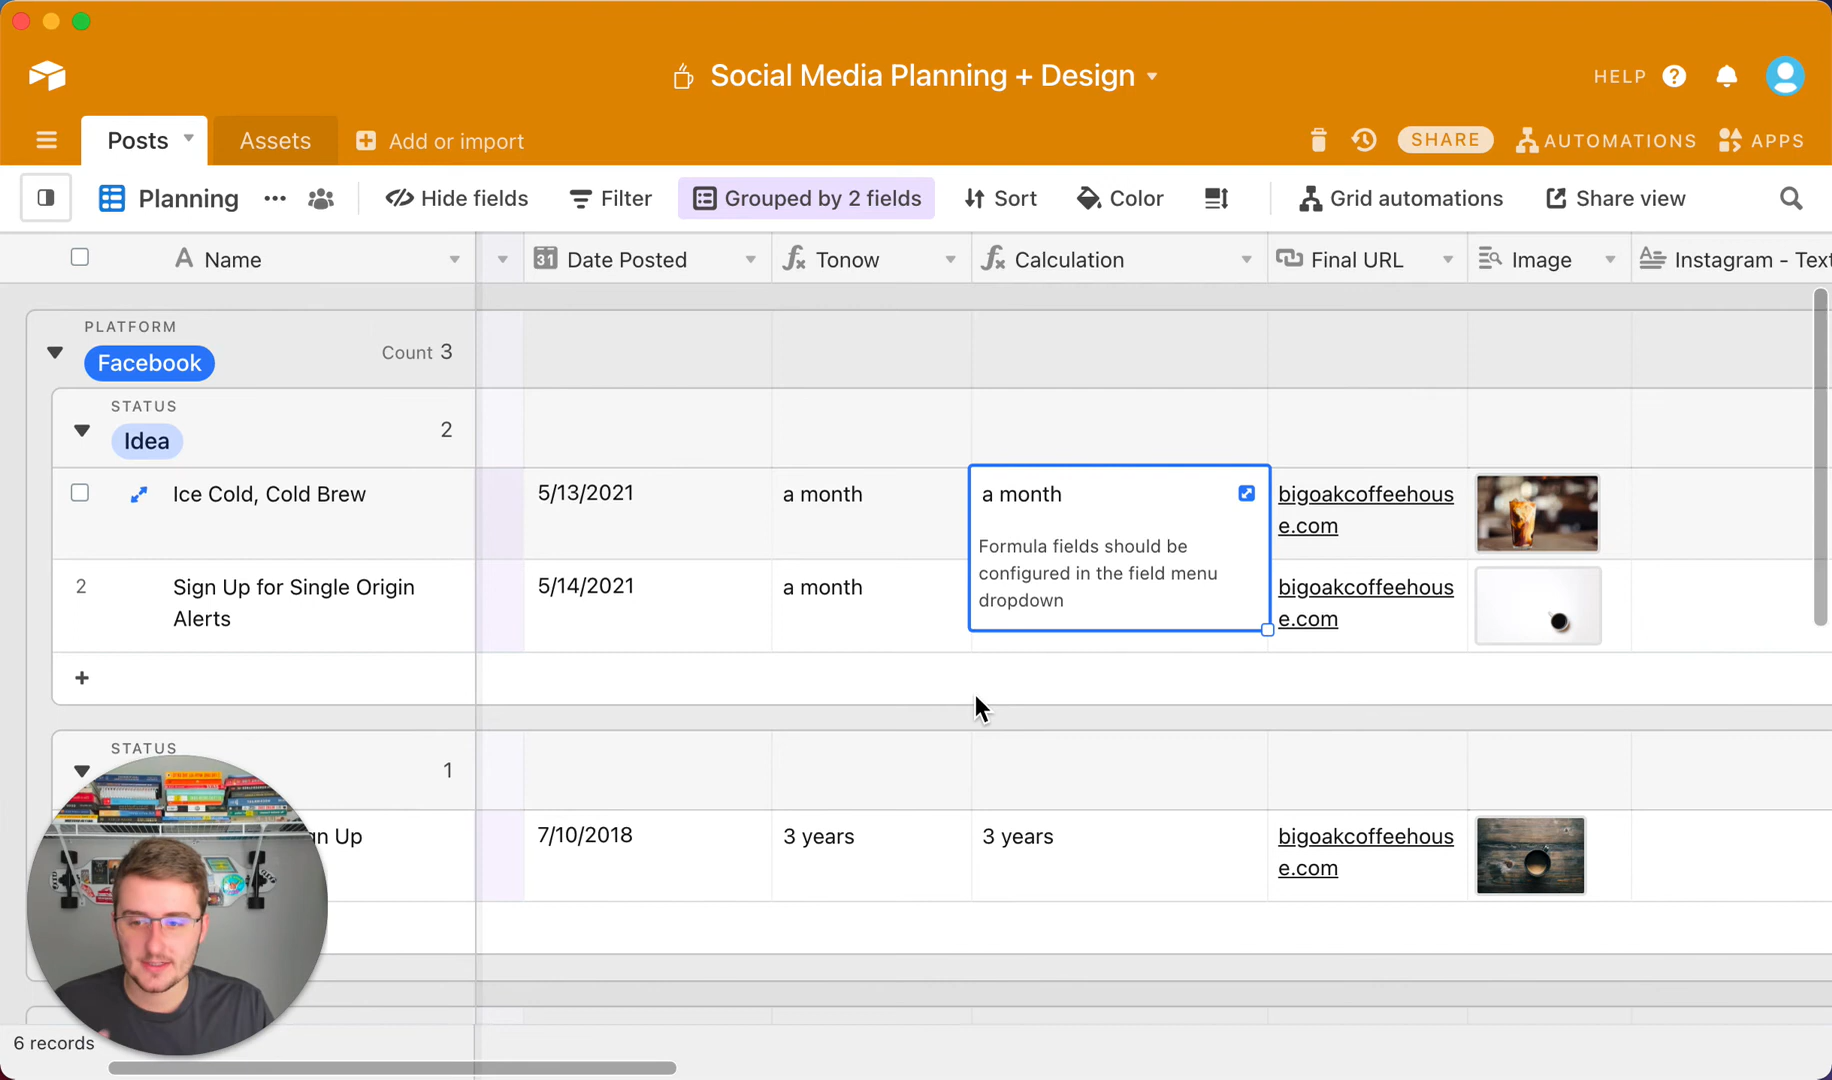 Social Media Planning + Design
HELP
Posts
Assets
Add or import
SHARE
AUTOMATIONS
APPS
Planning
Hide fields
Filter
Grouped by 2 fields
Sort
Color
Grid automations
Share view
Name
31
Date Posted
Tonow
Calculation
Final URL
Image
Instagram - Text
PLATFORM
Facebook
Count 3
STATUS
Idea
2
Ice Cold, Cold Brew
5/13/2021
a month
a month
bigoakcoffeehous
e.com
Formula fields should be
configured in the field menu
dropdown
2
Sign Up for Single Origin
Alerts
5/14/2021
a month
bigoakcoffeehous
e.com
STATUS
1
n Up
7/10/2018
3 years
3 years
bigoakcoffeehous
e.com
6 records